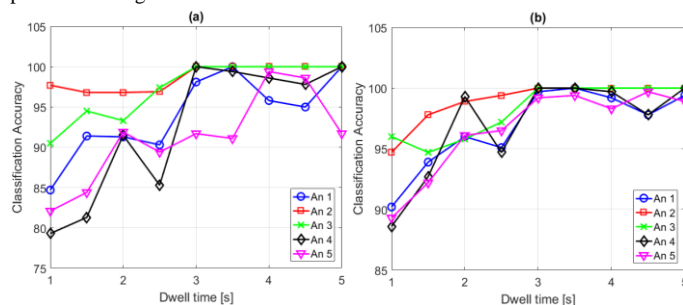 (a)
100
95
90
85
80
75
Classification Accuracy
1
2
3
4
5
Dwell time [s]
An 1
An 2
An 3
An 4
An 5
(b)
105
100
95
90
85
Classification Accuracy
1
2
3
4
5
Dwell time [s]
An 1
An 2
An 3
An 4
An 5